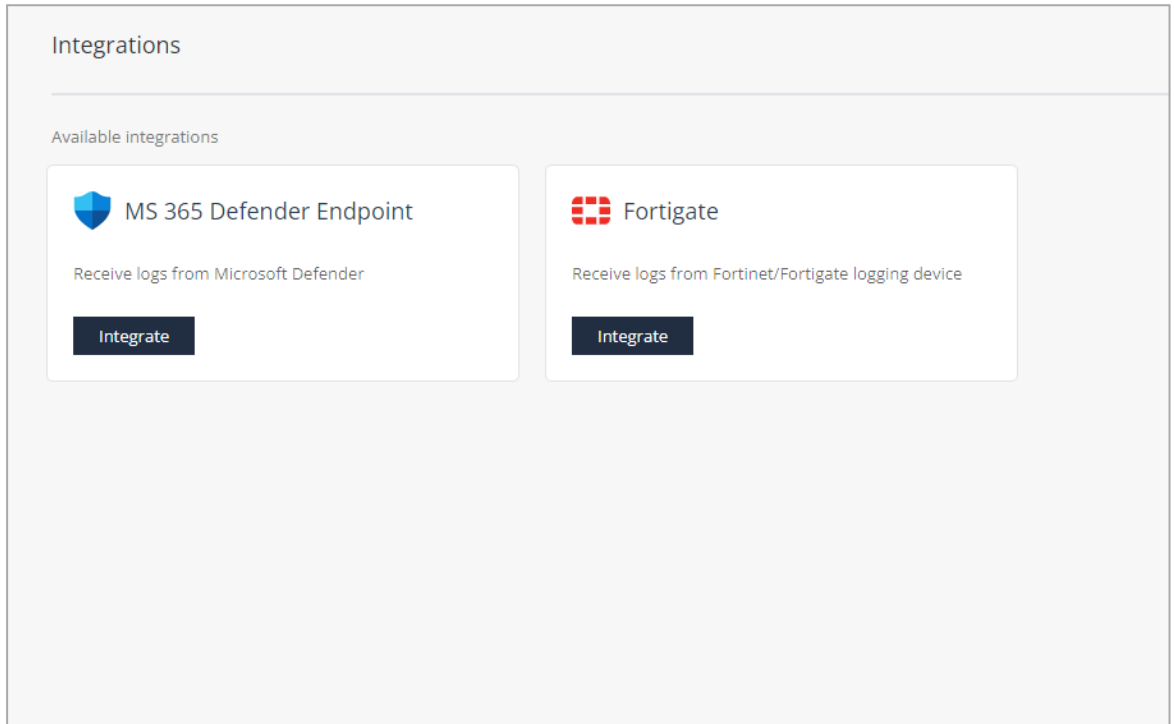 Integrations
Available integrations
MS 365 Defender Endpoint
Receive logs from Microsoft Defender
Integrate
Fortigate
Receive logs from Fortinet/Fortigate logging device
Integrate